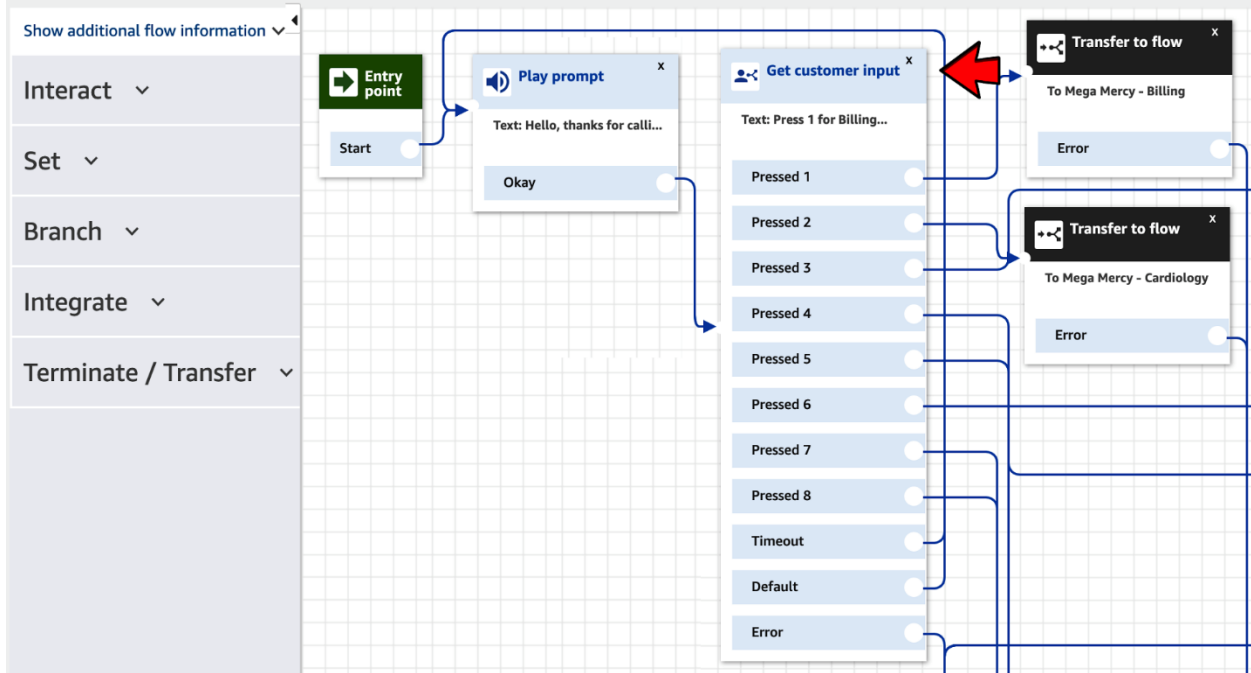 Show additional flow information
Interact
Set
Branch
Integrate
Terminate / Transfer
Entry
point
Start
Play prompt
x
Text: Hello, thanks for calli...
Okay
Get customer input
x
Text: Press 1 for Billing...
Pressed 1
Pressed 2
Pressed 3
Pressed 4
Pressed 5
Pressed 6
Pressed 7
Pressed 8
Timeout
Default
Error
Transfer to flow
x
To Mega Mercy - Billing
Error
Transfer to flow
x
To Mega Mercy - Cardiology
Error